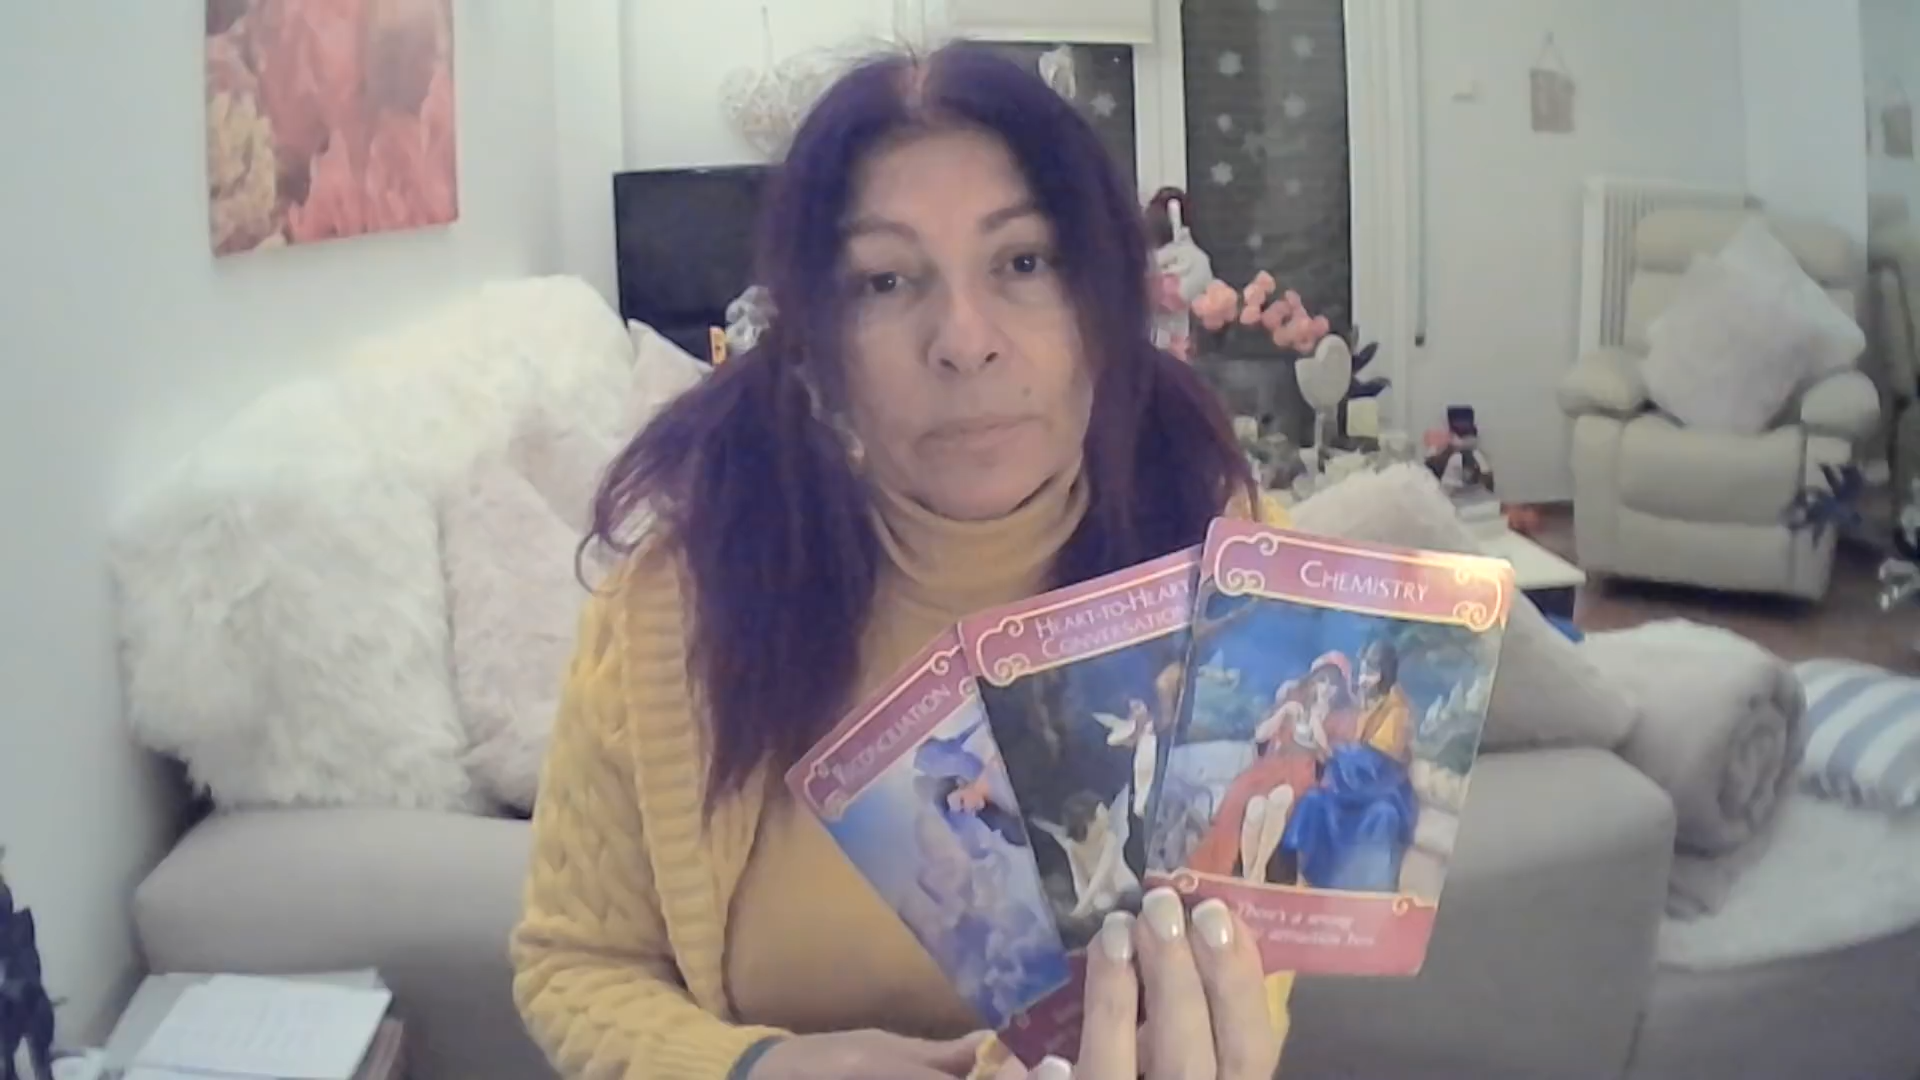 RECONCILIATION
HEART-TO-HEART
CONVERSATION
CHEMISTRY
There's a strong
attraction here